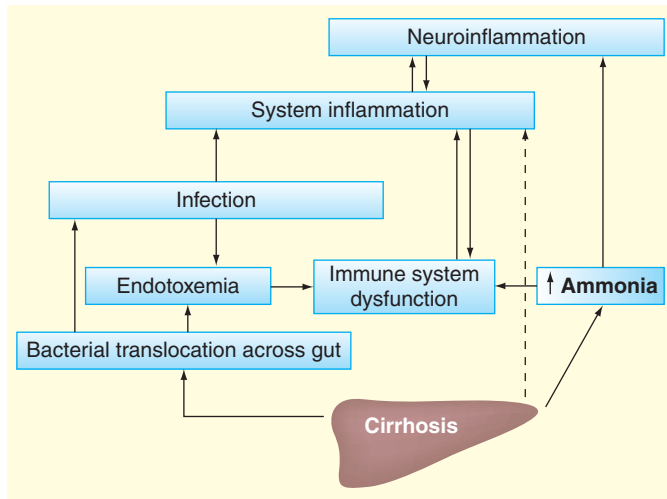 Neuroinflammation
System inflammation
Infection
Endotoxemia
Immune system
dysfunction
↑ Ammonia
Bacterial translocation across gut
Cirrhosis